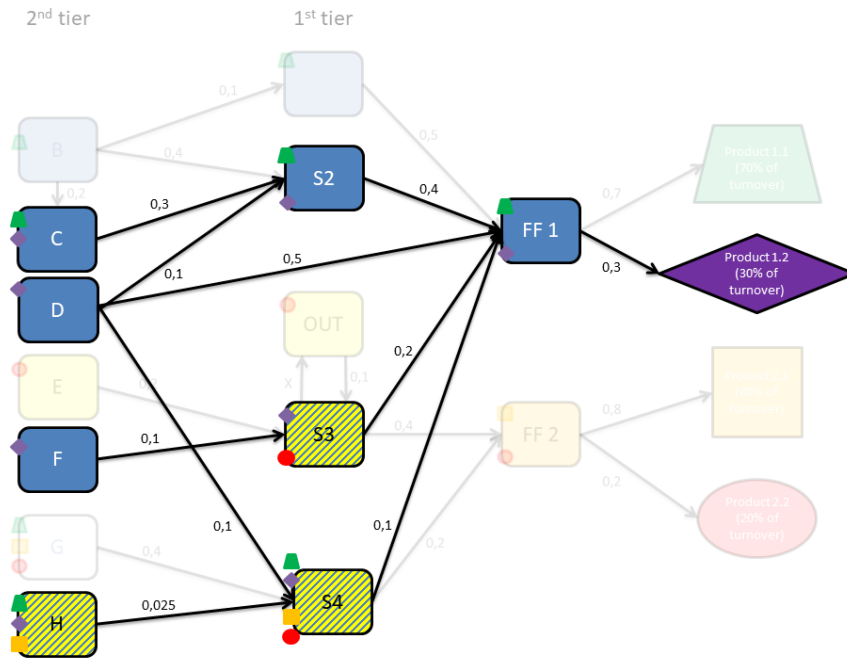 2nd tier
1st tier
0,1
B
0,4
0,5
Product 1.1
(70% of
turnover)
0,2
0,3
S2
0,4
0,7
C
FF 1
0,1
0,5
0,3
Product 1.2
(30% of
turnover)
D
OUT
0,2
E
X
0,1
0,8
turnover)
S3
0,4
FF 2
F
0,1
0,2
Product 2.2
(20% of
turnover)
G
0,4
0,1
0,1
0,2
H
0,025
S4